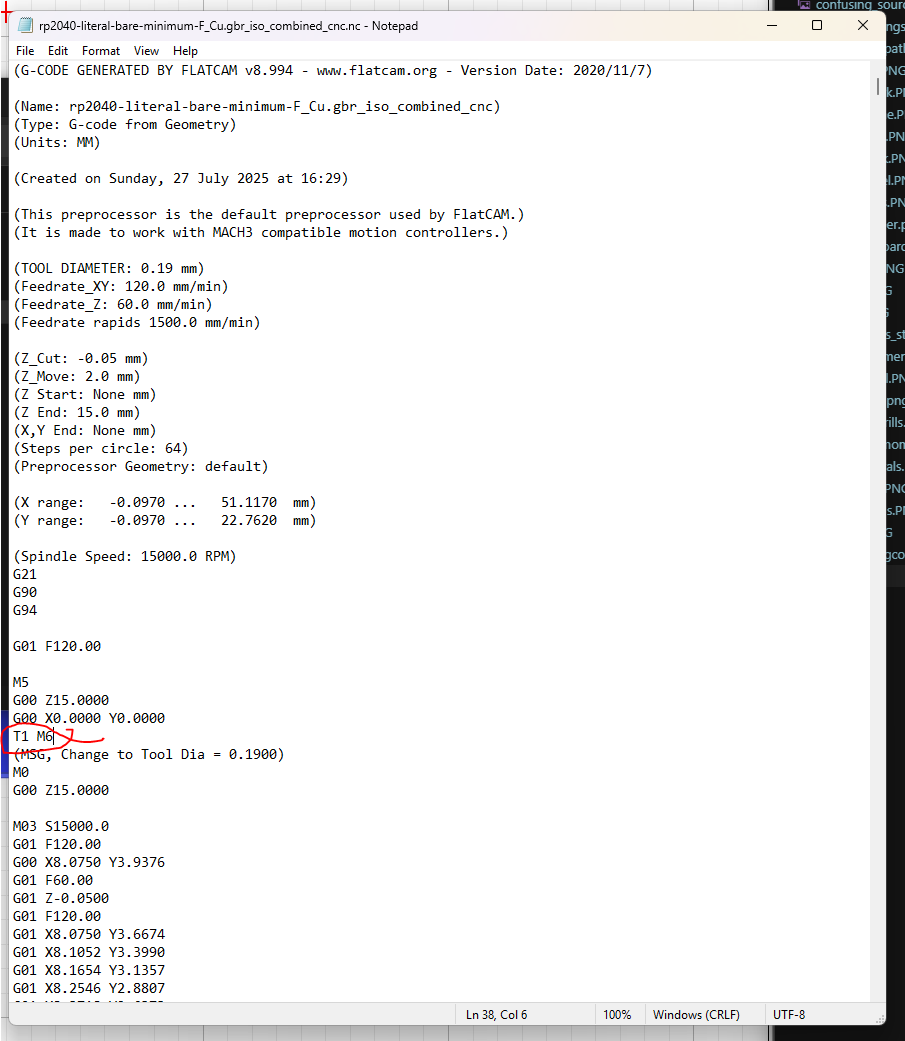 confusing_sourc
rp2040-literal-bare-minimum-F_Cu.gbr_iso_combined_cnc.nc - Notepad
File Edit Format View Help
(G-CODE GENERATED BY FLATCAM v8.994 - www.flatcam.org - Version Date: 2020/11/7)
(Name: rp2040-literal-bare-minimum-F_Cu.gbr_iso_combined_cnc)
(Type: G-code from Geometry)
(Units: MM)
(Created on Sunday, 27 July 2025 at 16:29)
(This preprocessor is the default preprocessor used by FlatCAM.)
(It is made to work with MACH3 compatible motion controllers.)
(TOOL DIAMETER: 0.19 mm)
(Feedrate_XY: 120.0 mm/min)
(Feedrate_Z: 60.0 mm/min)
(Feedrate rapids 1500.0 mm/min)
(Z_Cut: -0.05 mm)
(Z_Move: 2.0 mm)
(Z Start: None mm)
(Z End: 15.0 mm)
(X,Y End: None mm)
(Steps per circle: 64)
(Preprocessor Geometry: default)
(X range:   -0.0970 ...   51.1170  mm)
(Y range:   -0.0970 ...   22.7620  mm)
(Spindle Speed: 15000.0 RPM)
G21
G90
G94
G01 F120.00
M5
G00 Z15.0000
G00 X0.0000 Y0.0000
T1 M6
(MSG, Change to Tool Dia = 0.1900)
M0
G00 Z15.0000
M03 S15000.0
G01 F120.00
G00 X8.0750 Y3.9376
G01 F60.00
G01 Z-0.0500
G01 F120.00
G01 X8.0750 Y3.6674
G01 X8.1052 Y3.3990
G01 X8.1654 Y3.1357
G01 X8.2546 Y2.8807
Ln 38, Col 6 100% Windows (CRLF) UTF-8